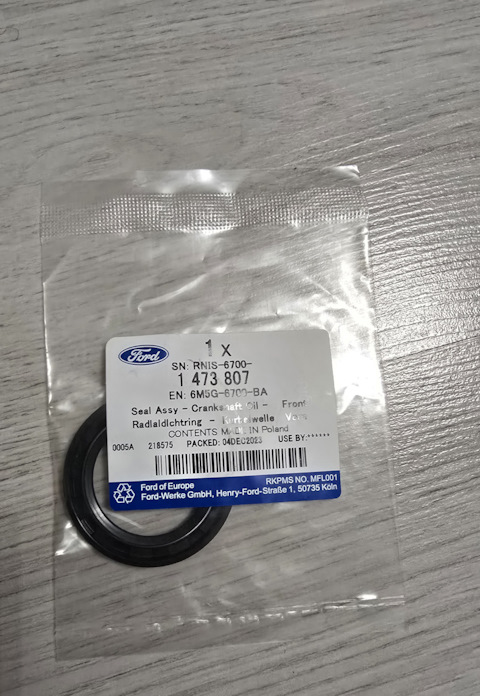 Ford
1 x
SN: RNIS-6700-
1 473 807
EN: 6M5G-6700-BA
Seal Assy - Crankshaft Oil - Front
Radialdichtring - Kurbelwelle
CONTENTS MADE IN Poland
0005A 218575 PACKED: 04DEC2023 USE BY:******
Ford of Europe RKPMS NO. MFL001
Ford-Werke GmbH, Henry-Ford-Straße 1, 50735 Köln